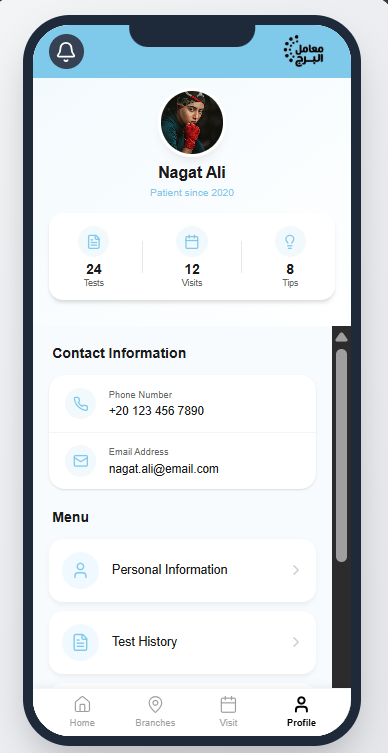 معامل
البرج
Nagat Ali
Patient since 2020
24
Tests
12
Visits
8
Tips
Contact Information
Phone Number
+20 123 456 7890
Email Address
nagat.ali@email.com
Menu
Personal Information
Test History
Home
Branches
Visit
Profile